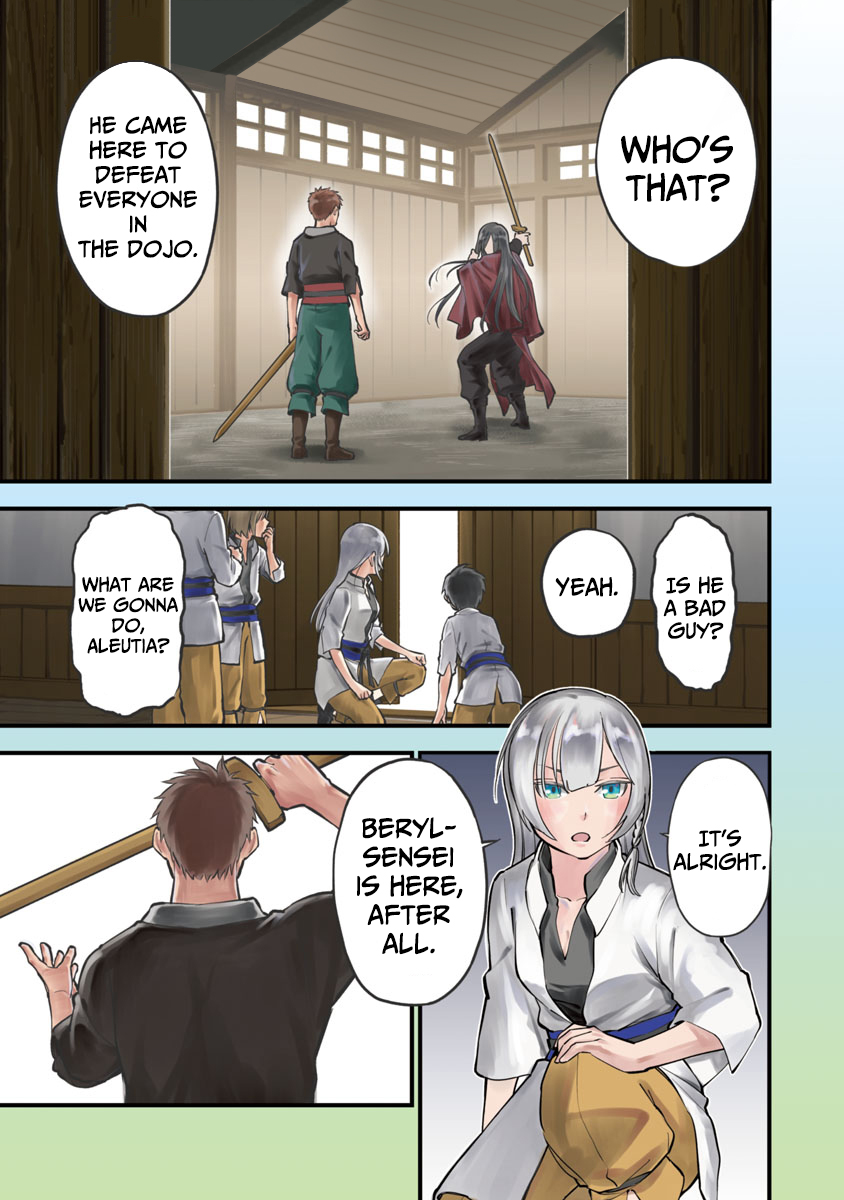 WHO'S
THAT?
HE CAME
HERE TO
DEFEAT
EVERYONE
IN
THE DOJO.
IS HE
A BAD
GUY?
YEAH.
WHAT ARE
WE GONNA
DO,
ALEUTIA?
IT'S
ALRIGHT.
BERYL-
SENSEI
IS HERE,
AFTER
ALL.